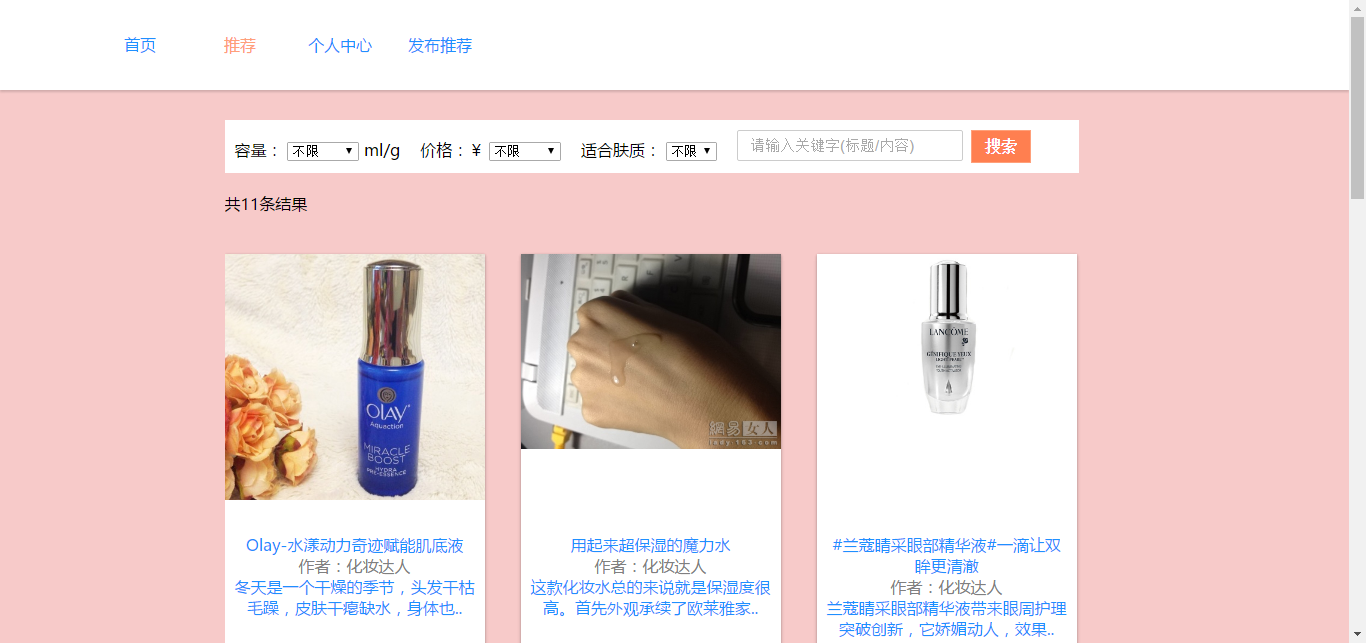 首页 推荐 个人中心 发布推荐
容量： 不限 ml/g 价格：¥ 不限 适合肤质： 不限 请输入关键字(标题/内容) 搜索
共11条结果
OLAY
Aquaction
MIRACLE
BOOST
HYDRA
PRE-ESSENCE
網易女人
lady.163.com
LANCÔME
GÉNIFIQUE YEUX
LIGHT-PEARL
Olay-水漾动力奇迹赋能肌底液
作者：化妆达人
冬天是一个干燥的季节，头发干枯
毛躁，皮肤干瘪缺水，身体也..
用起来超保湿的魔力水
作者：化妆达人
这款化妆水总的来说就是保湿度很
高。首先外观承续了欧莱雅家..
#兰蔻睛采眼部精华液#一滴让双
眸更清澈
作者：化妆达人
兰蔻睛采眼部精华液带来眼周护理
突破创新，它娇媚动人，效果..